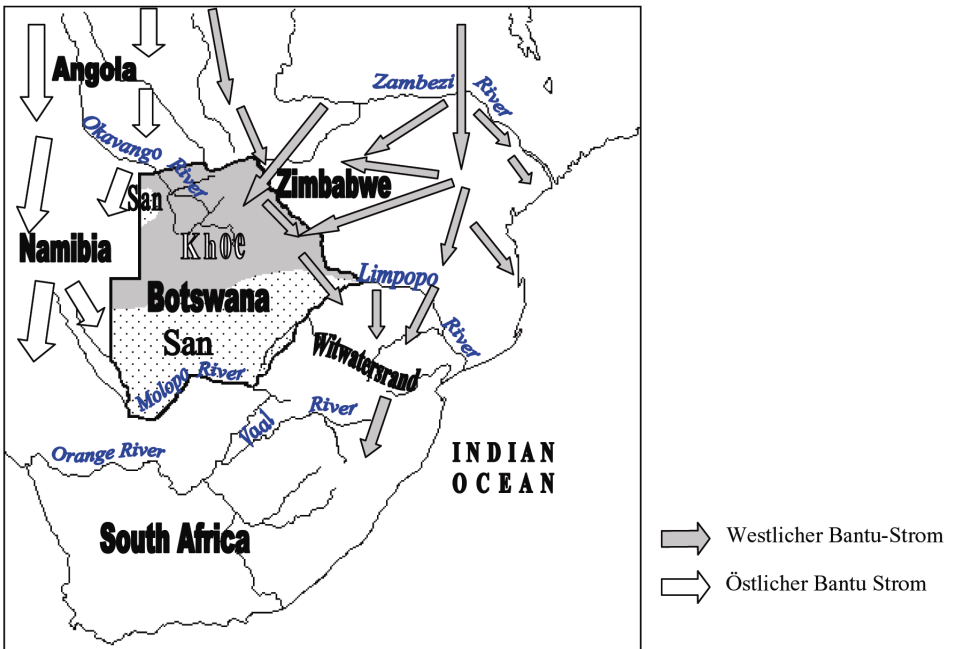 Angola
Zambezi River
Okavango River
San
Zimbabwe
Khoe
Namibia
Limpopo River
Botswana
San
Witwatersrand
Molopo River
Vaal River
Orange River
INDIAN
OCEAN
South Africa
Westlicher Bantu-Strom
Östlicher Bantu Strom